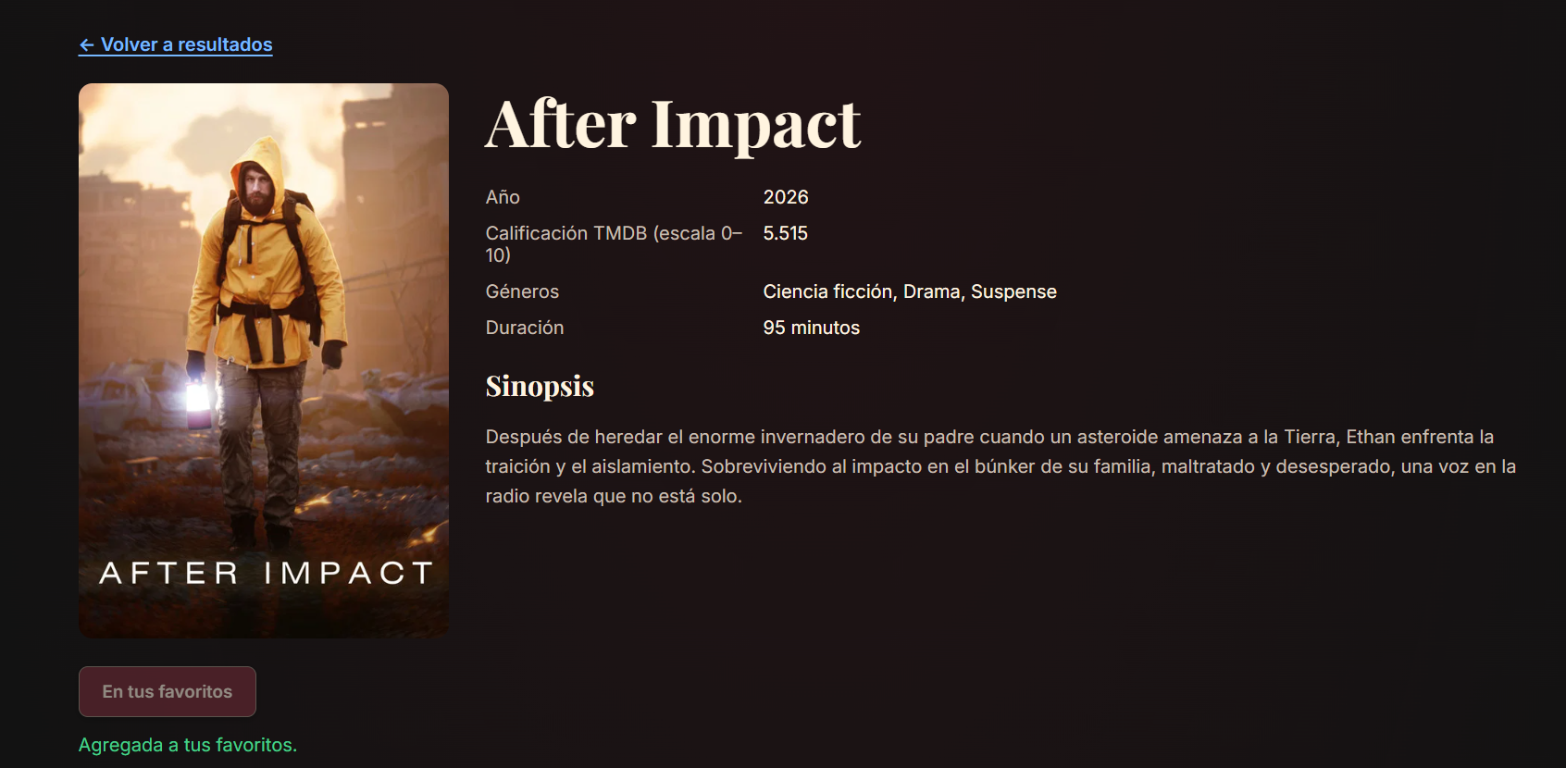 ← Volver a resultados
After Impact
Año 2026
Calificación TMDB (escala 0–
10) 5.515
Géneros Ciencia ficción, Drama, Suspense
Duración 95 minutos
Sinopsis
Después de heredar el enorme invernadero de su padre cuando un asteroide amenaza a la Tierra, Ethan enfrenta la
traición y el aislamiento. Sobreviviendo al impacto en el búnker de su familia, maltratado y desesperado, una voz en la
radio revela que no está solo.
AFTER IMPACT
En tus favoritos
Agregada a tus favoritos.